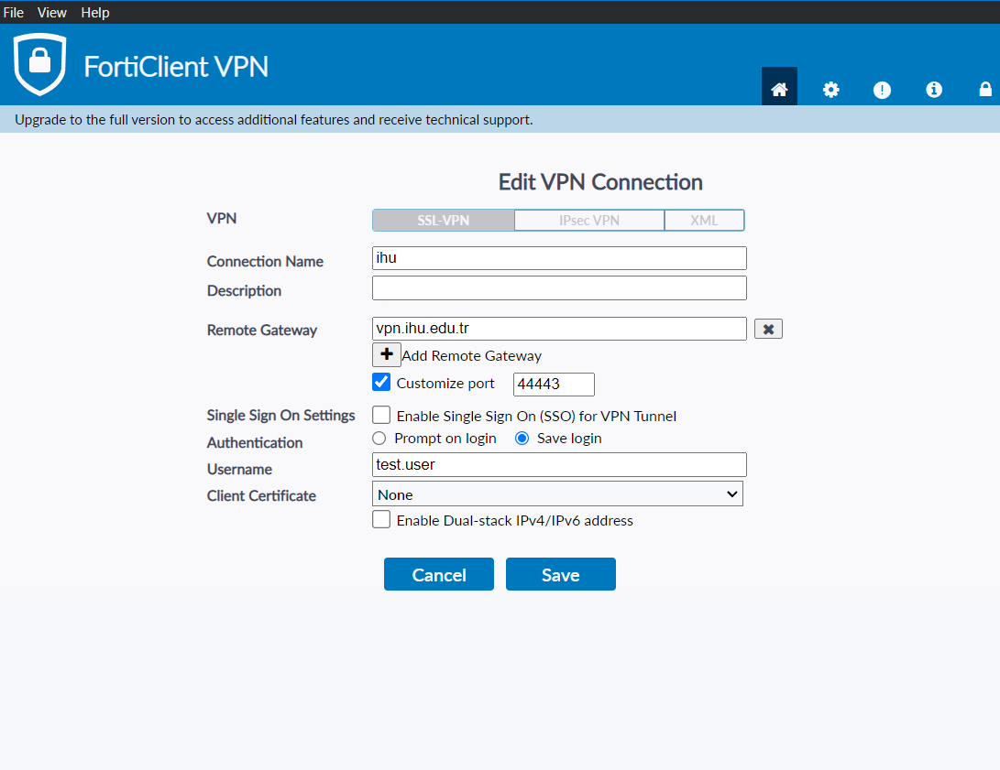 File View Help
FortiClient VPN
Upgrade to the full version to access additional features and receive technical support.
Edit VPN Connection
VPN SSL-VPN IPsec VPN XML
Connection Name ihu
Description
Remote Gateway vpn.ihu.edu.tr
Add Remote Gateway
Customize port 44443
Single Sign On Settings Enable Single Sign On (SSO) for VPN Tunnel
Authentication Prompt on login Save login
Username test.user
Client Certificate None
Enable Dual-stack IPv4/IPv6 address
Cancel Save